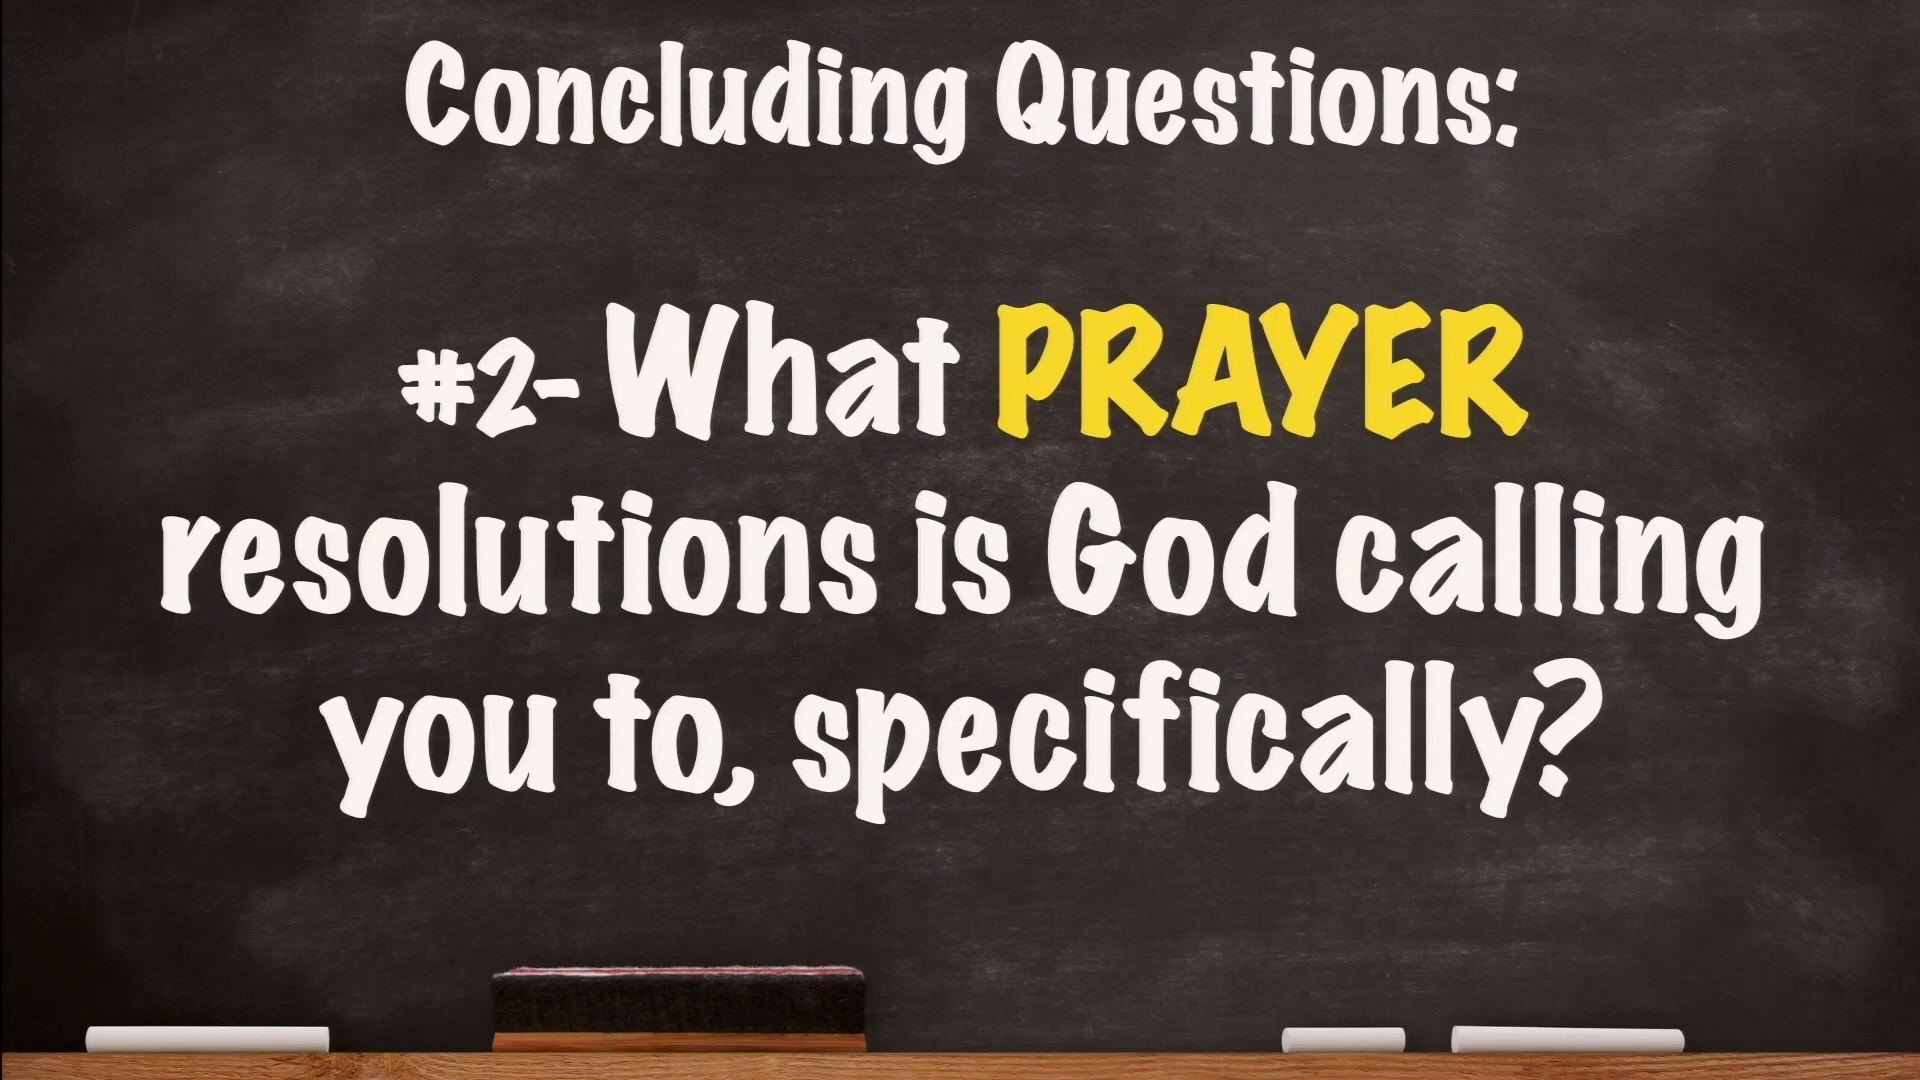 Concluding Questions:
#2- What PRAYER
resolutions is God calling
you to, specifically?